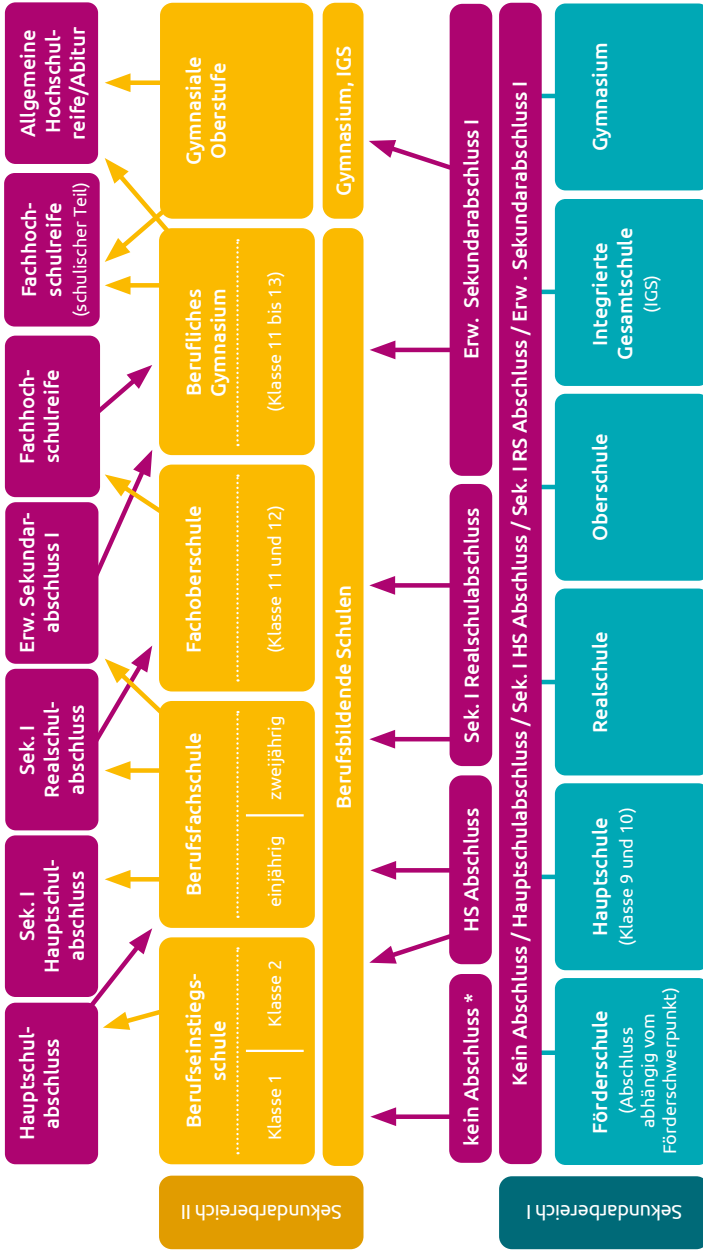 Hauptschul-
abschluss
Sek. I
Hauptschul-
abschluss
Sek. I
Realschul-
abschluss
Erw. Sekundar-
abschluss I
Fachhoch-
schulreife
Fachhoch-
schulreife
(schulischer Teil)
Allgemeine
Hochschul-
reife/Abitur
Sekundarbereich II
Berufseinstiegs-
schule
Klasse 1
Klasse 2
Berufsfachschule
einjährig
zweijährig
Fachoberschule
(Klasse 11 und 12)
Berufliches
Gymnasium
(Klasse 11 bis 13)
Gymnasiale
Oberstufe
Berufsbildende Schulen
Gymnasium, IGS
kein Abschluss *
HS Abschluss
Sek. I Realschulabschluss
Erw. Sekundarabschluss I
Kein Abschluss / Hauptschulabschluss / Sek. I HS Abschluss / Sek. I RS Abschluss / Erw. Sekundarabschluss I
Sekundarbereich I
Förderschule
(Abschluss
abhängig vom
Förderschwerpunkt)
Hauptschule
(Klasse 9 und 10)
Realschule
Oberschule
Integrierte
Gesamtschule
(IGS)
Gymnasium